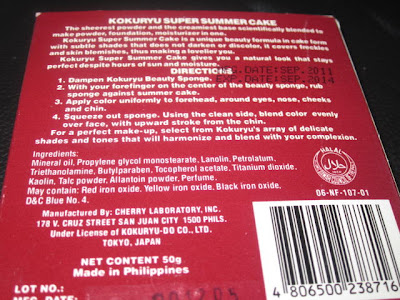 KOKURYU SUPER SUMMER CAKE
The sheerest powder and the creamiest base scientifically blended to
make powder, foundation, moisturizer in one.
Kokuryu Super Summer Cake is a unique beauty formula in cake form
with subtle shades that does not darken or discolor, it covers freckles
and skin blemishes, thus making a lovelier you.
Kokuryu Super Summer Cake gives you a natural look that stays
perfect despite hours of sun and moisture.
DIRECTIONS: DATE:SEP.2011
1. Dampen Kokuryu Beauty Sponge. EXP.DATE:SEP.2014
2. With your forefinger on the center of the beauty sponge, rub
sponge against summer cake.
3. Apply color uniformly to forehead, around eyes, nose, cheeks
and chin.
4. Squeeze out sponge. Using the clean side, blend color evenly
over face, with upward stroke from the chin.
For a perfect make-up, select from Kokuryu's array of delicate
shades and tones that will harmonize and blend with your complexion.
Ingredients:
Mineral oil, Propylene glycol monostearate, Lanolin, Petrolatum,
Triethanolamine, Butylparaben, Tocopherol acetate, Titanium dioxide.
Kaolin, Talc powder, Allantoin powder, Perfume.
May contain: Red iron oxide. Yellow iron oxide. Black iron oxide.
D&C Blue No. 4.
HALAL
06-NF-107-01
Manufactured By: CHERRY LABORATORY, INC.
178 V. CRUZ STREET SAN JUAN CITY 1500 PHILS.
Under License of KOKURYU-DO CO., LTD.
TOKYO, JAPAN
NET CONTENT 50g
Made in Philippines
4 806500 238716
LOT NO.:
MFG. DATE: